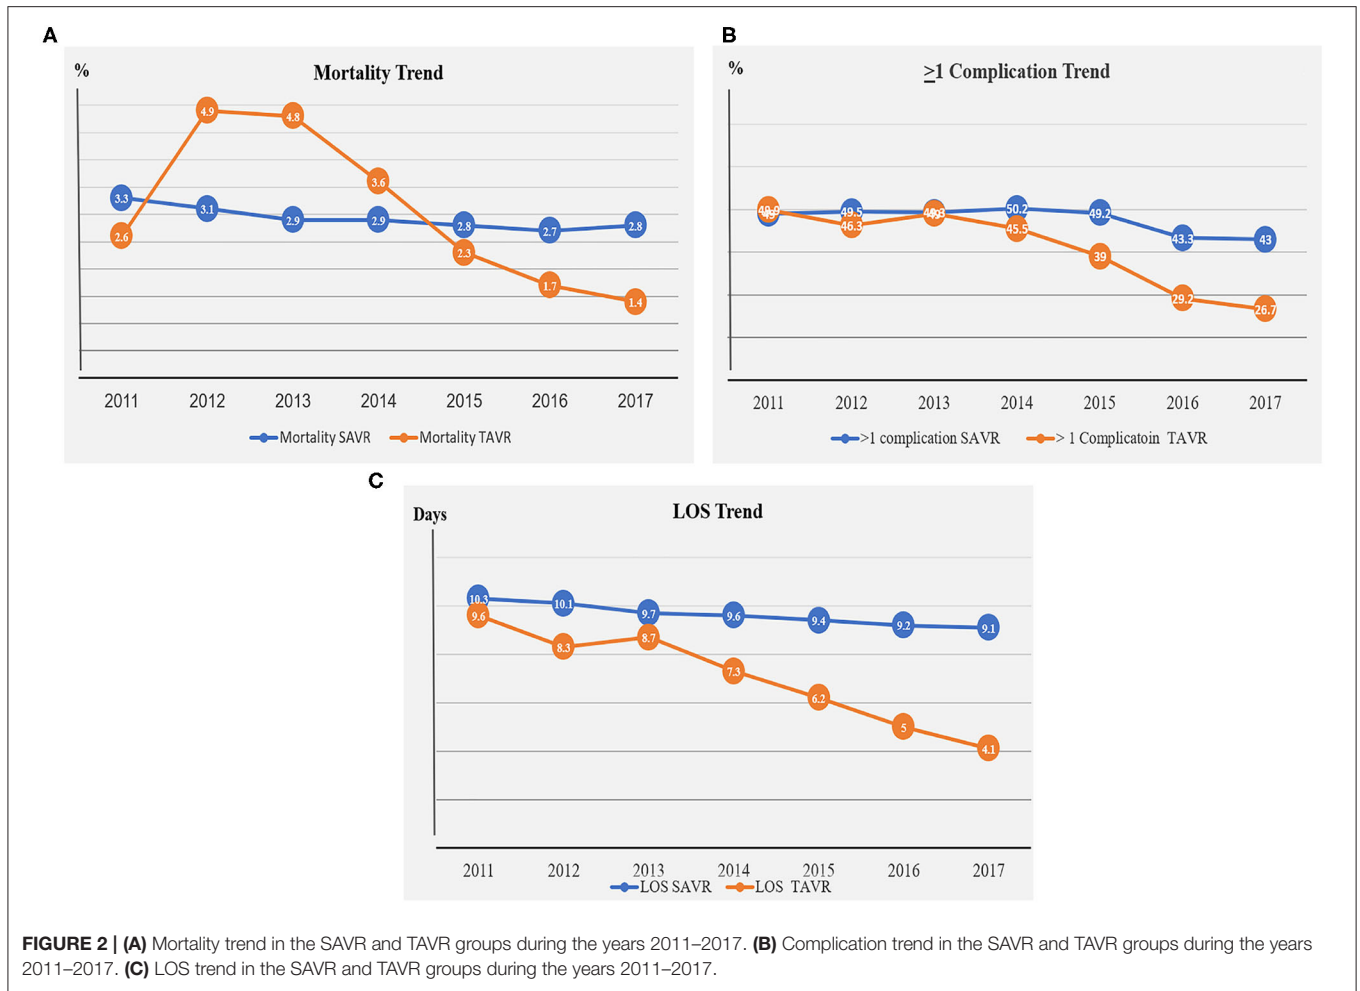 A
%
Mortality Trend
3.3
3.1
2.9
2.9
2.8
2.7
2.8
2.6
4.9
4.8
3.6
2.3
1.7
1.4
2011 2012 2013 2014 2015 2016 2017
Mortality SAVR Mortality TAVR
B
%
≥1 Complication Trend
49.5
50.2
49.2
43.3
43
46.3
45.5
39
29.2
26.7
2011 2012 2013 2014 2015 2016 2017
>1 complication SAVR > 1 Complicatoin TAVR
C
Days
LOS Trend
10.3
10.1
9.7
9.6
9.4
9.2
9.1
9.6
8.3
8.7
7.3
6.2
5
4.1
2011 2012 2013 2014 2015 2016 2017
LOS SAVR LOS TAVR
FIGURE 2 | (A) Mortality trend in the SAVR and TAVR groups during the years 2011–2017. (B) Complication trend in the SAVR and TAVR groups during the years
2011–2017. (C) LOS trend in the SAVR and TAVR groups during the years 2011–2017.